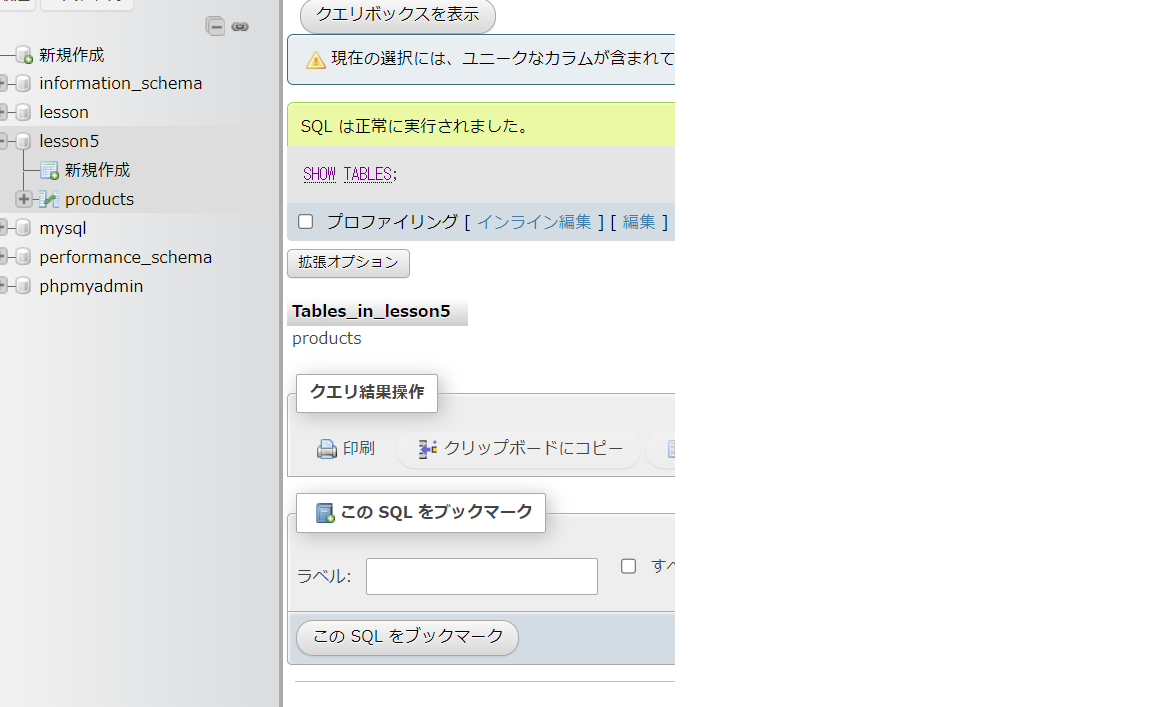 新規作成
information_schema
lesson
lesson5
新規作成
products
mysql
performance_schema
phpmyadmin
クエリボックスを表示
現在の選択には、ユニークなカラムが含まれて
SQL は正常に実行されました。
SHOW TABLES;
プロファイリング [ インライン編集 ] [ 編集 ]
拡張オプション
Tables_in_lesson5
products
クエリ結果操作
印刷 クリップボードにコピー
この SQL をブックマーク
ラベル: すべ
この SQL をブックマーク